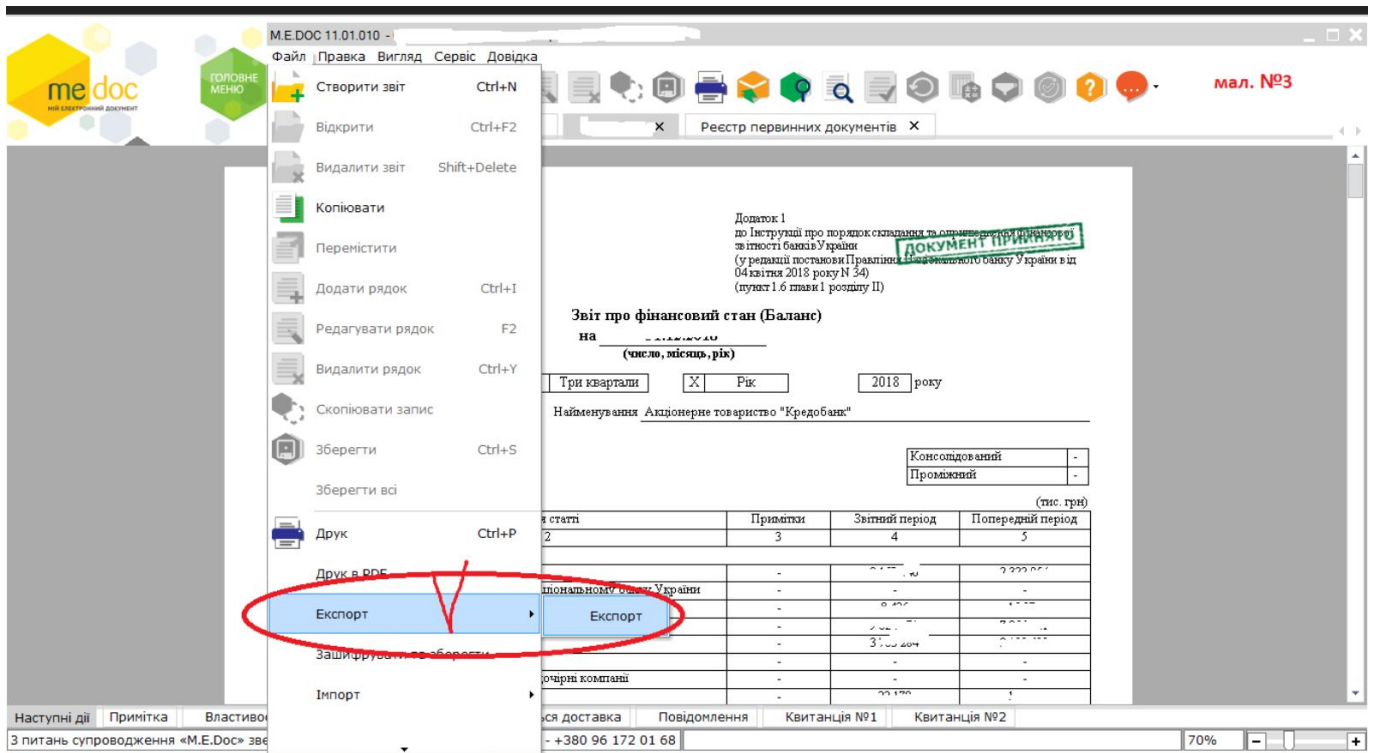 M.E.DOC 11.01.010 -
Файл Правка Вигляд Сервіс Довідка
me doc
мій електронний документ
ГОЛОВНЕ
МЕНЮ
мал. №3
Створити звіт Ctrl+N
Відкрити Ctrl+F2
Видалити звіт Shift+Delete
Копіювати
Перемістити
Додати рядок Ctrl+I
Редагувати рядок F2
Видалити рядок Ctrl+Y
Скопіювати запис
Зберегти Ctrl+S
Зберегти всі
Друк Ctrl+P
Друк в PDF
Експорт
Експорт
Зашифрувати та зберегти
Імпорт
Реєстр первинних документів
Додаток 1
до Інструкції про порядок складання та оприлюднення фінансової
звітності банків України
(у редакції постанови Правління Національного банку України від
04 квітня 2018 року N 34)
(пункт 1.6 глави 1 розділу II)
ДОКУМЕНТ ПРИЙНЯТО
Звіт про фінансовий стан (Баланс)
на
(число, місяць, рік)
Три квартали X Рік 2018 року
Найменування Акціонерне товариство "Кредобанк"
Консолідований -
Проміжний -
(тис. грн)
статті Примітки Звітний період Попередній період
2 3 4 5
України
компанії
Наступні дії Примітка доставка Повідомлення Квитанція №1 Квитанція №2
З питань супроводження «M.E.Doc» - +380 96 172 01 68
70%